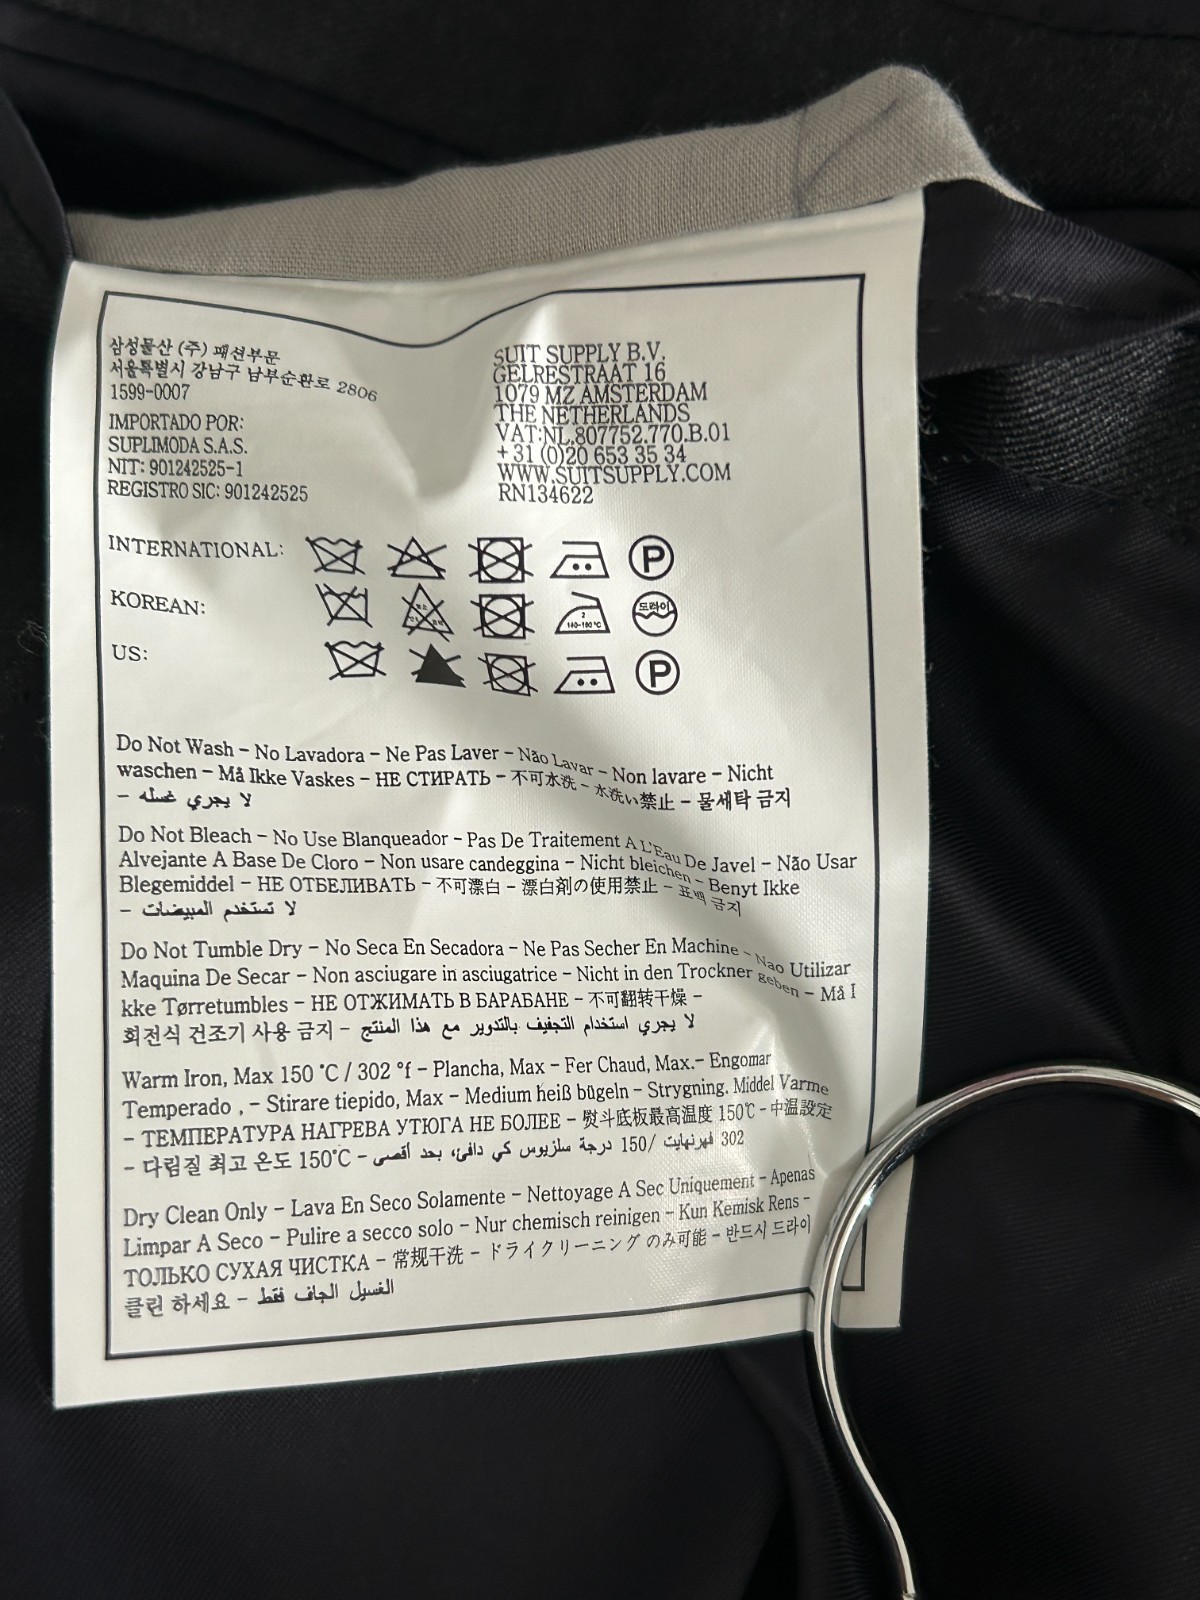 삼성물산 (주) 패션부문
서울특별시 강남구 남부순환로 2806
1599-0007
IMPORTADO POR:
SUPLIMODA S.A.S.
NIT: 901242525-1
REGISTRO SIC: 901242525
SUIT SUPPLY B.V.
GELRESTRAAT 16
1079 MZ AMSTERDAM
THE NETHERLANDS
VAT:NL.807752.770.B.01
+31 (0)20 653 35 34
WWW.SUITSUPPLY.COM
RN134622
INTERNATIONAL:
P
KOREAN:
2
140-160 ℃
드라이
US:
P
Do Not Wash - No Lavadora - Ne Pas Laver - Não Lavar - Non lavare - Nicht
waschen - Må Ikke Vaskes - НЕ СТИРАТЬ - 不可水洗 - 水洗い禁止 - 물세탁 금지
- لا يجري غسله
Do Not Bleach - No Use Blanqueador - Pas De Traitement A L'Eau De Javel - Não Usar
Alvejante A Base De Cloro - Non usare candeggina - Nicht bleichen - Benyt Ikke
Blegemiddel - НЕ ОТБЕЛИВАТЬ - 不可漂白 - 漂白剤の使用禁止 - 표백 금지
- لا تستخدم المبيضات
Do Not Tumble Dry - No Seca En Secadora - Ne Pas Secher En Machine - Nao Utilizar
Maquina De Secar - Non asciugare in asciugatrice - Nicht in den Trockner geben - Må I
kke Tørretumbles - НЕ ОТЖИМАТЬ В БАРАБАНЕ - 不可翻转干燥 -
회전식 건조기 사용 금지 - لا يجري استخدام التجفيف بالتدوير مع هذا المنتج
Warm Iron, Max 150 °C / 302 °f - Plancha, Max - Fer Chaud, Max.- Engomar
Temperado , - Stirare tiepido, Max - Medium heiß bügeln - Strygning. Middel Varme
- ТЕМПЕРАТУРА НАГРЕВА УТЮГА НЕ БОЛЕЕ - 熨斗底板最高温度 150℃ - 中温設定
- 다림질 최고 온도 150℃ - كي دافئ، بحد أقصى 150 درجة سلزيوس/ 302 فهرنهايت
Dry Clean Only - Lava En Seco Solamente - Nettoyage A Sec Uniquement - Apenas
Limpar A Seco - Pulire a secco solo - Nur chemisch reinigen - Kun Kemisk Rens -
ТОЛЬКО СУХАЯ ЧИСТКА - 常规干洗 - ドライクリーニング のみ可能 - 반드시 드라이
클린 하세요 - الغسيل الجاف فقط